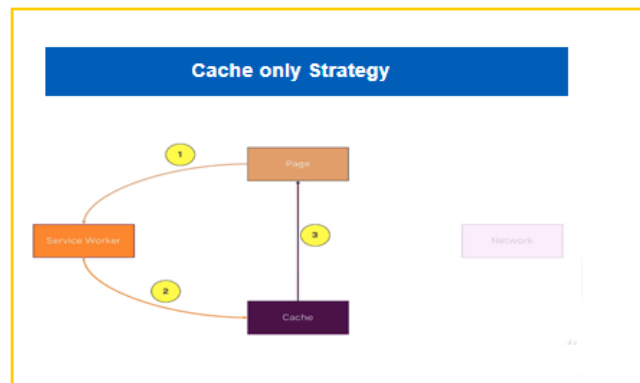 Cache only Strategy
1
Page
Service Worker
3
Network
2
Cache